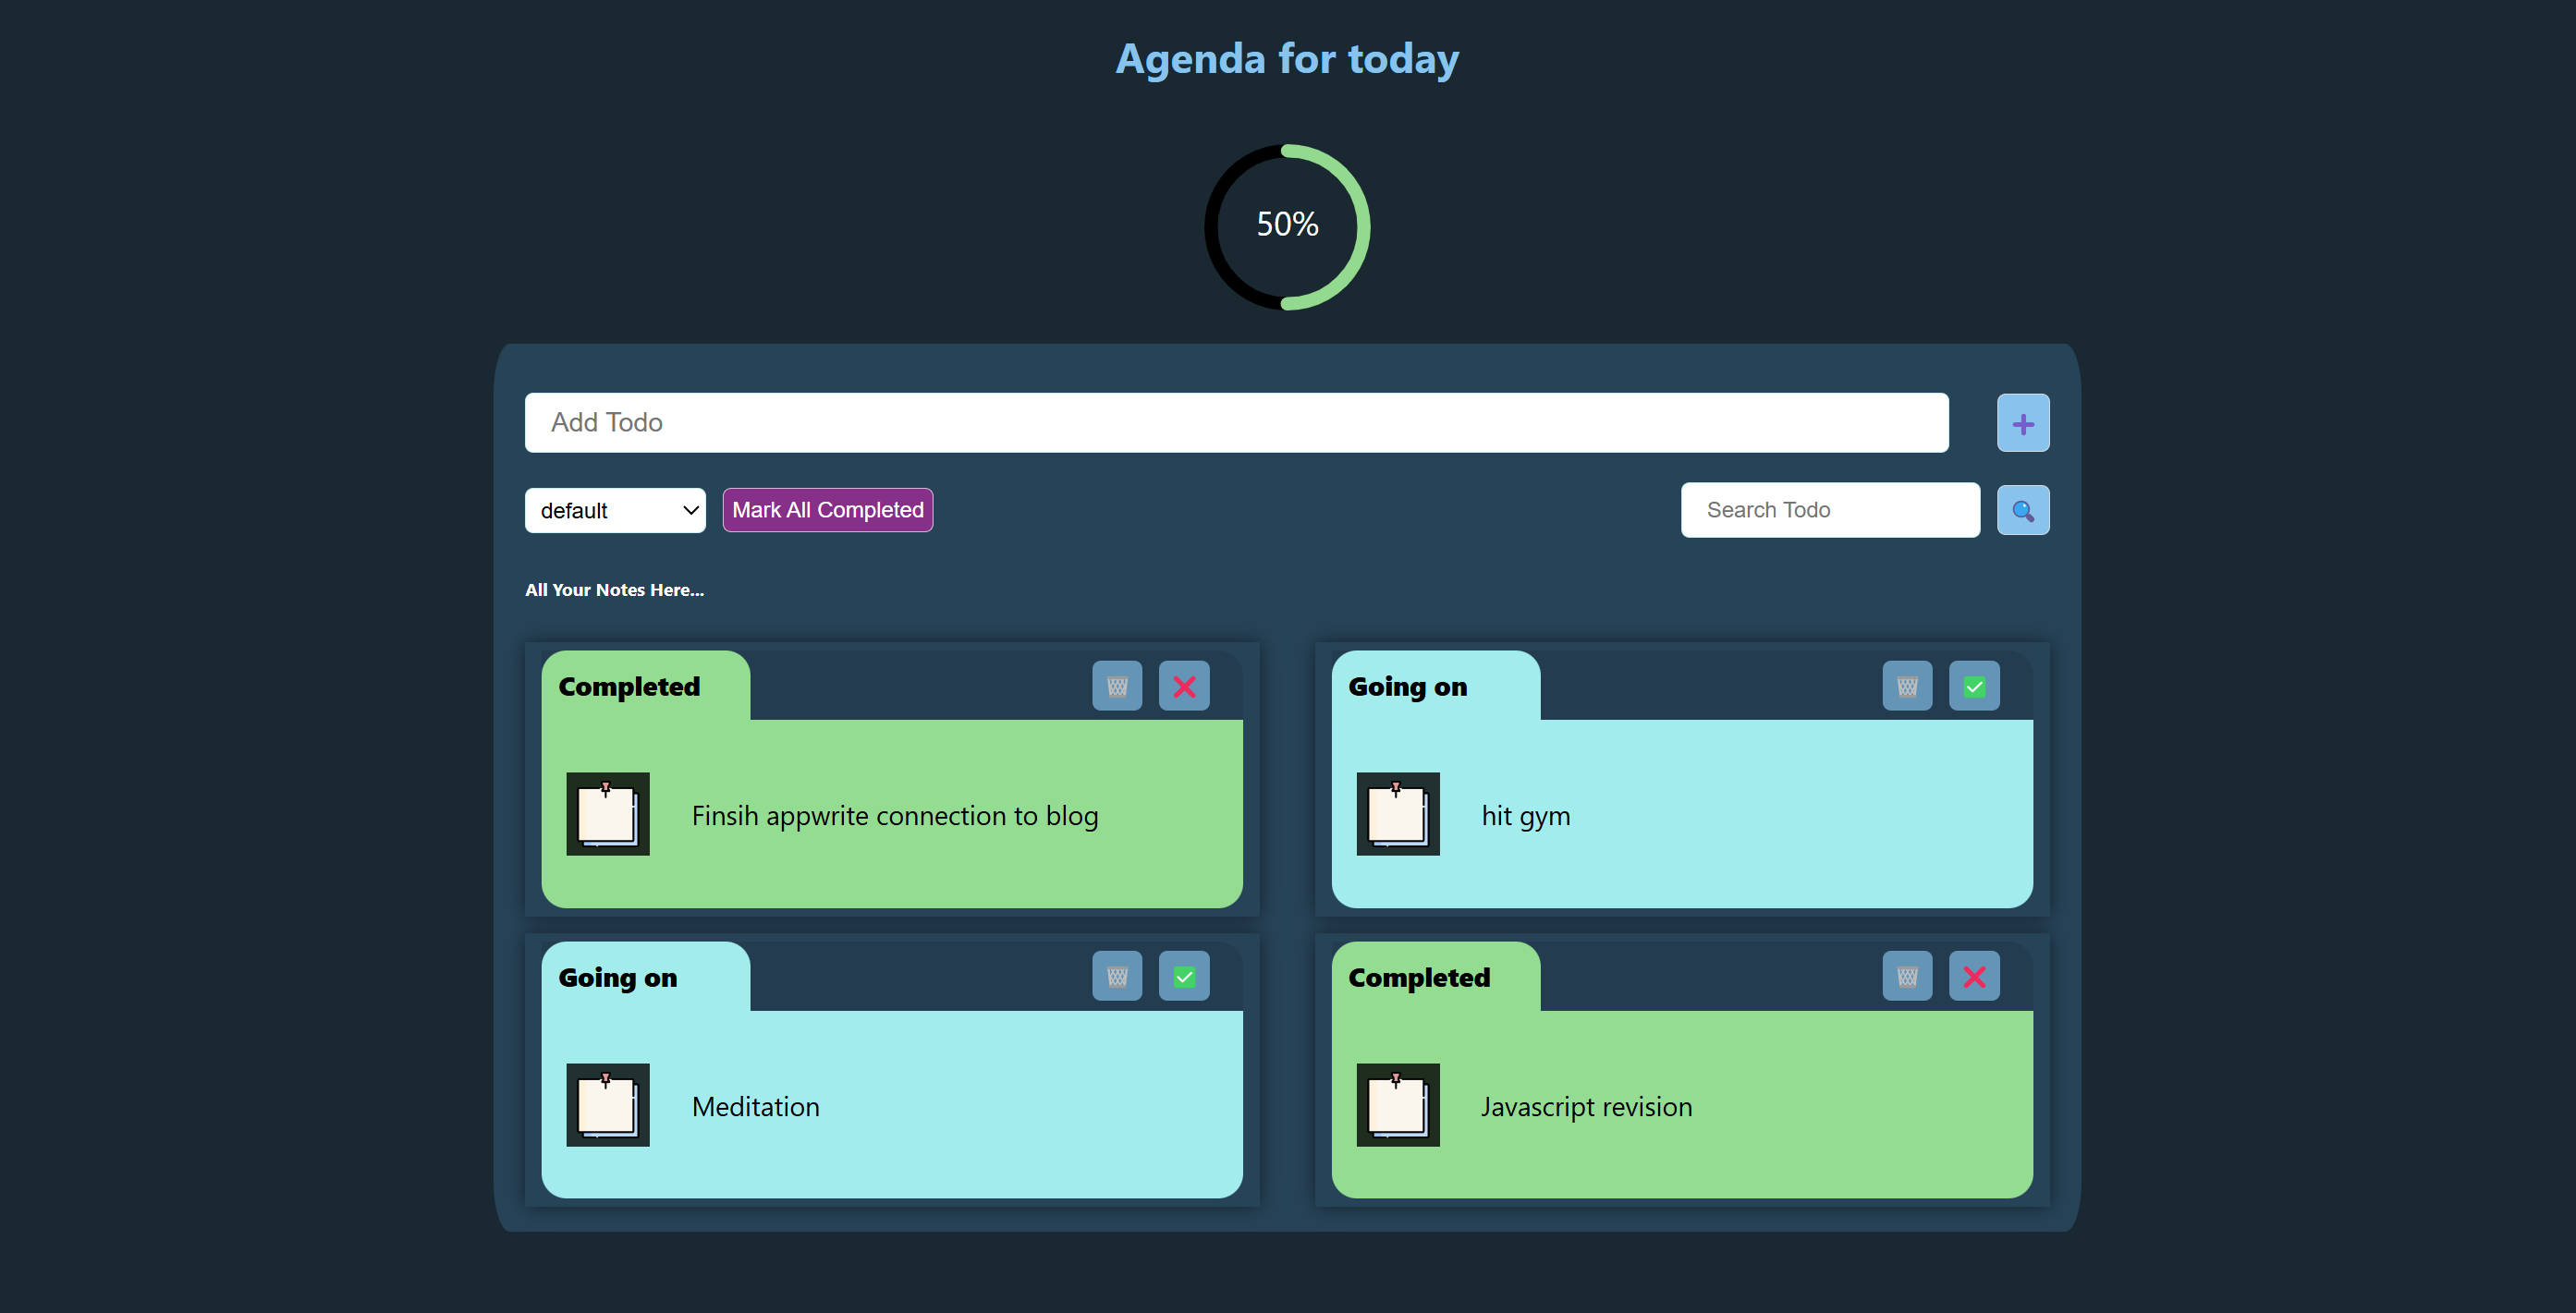 Agenda for today
50%
Add Todo
default
Mark All Completed
Search Todo
All Your Notes Here...
Completed
Finsih appwrite connection to blog
Going on
hit gym
Going on
Meditation
Completed
Javascript revision